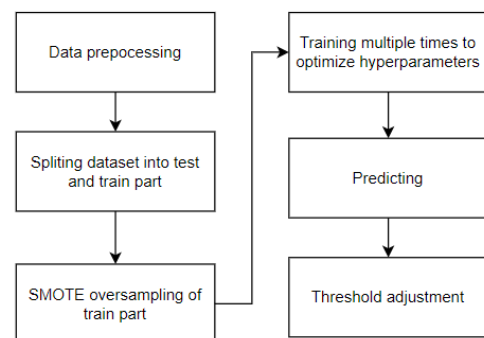 Data prepocessing
Spliting dataset into test
and train part
SMOTE oversampling of
train part
Training multiple times to
optimize hyperparameters
Predicting
Threshold adjustment